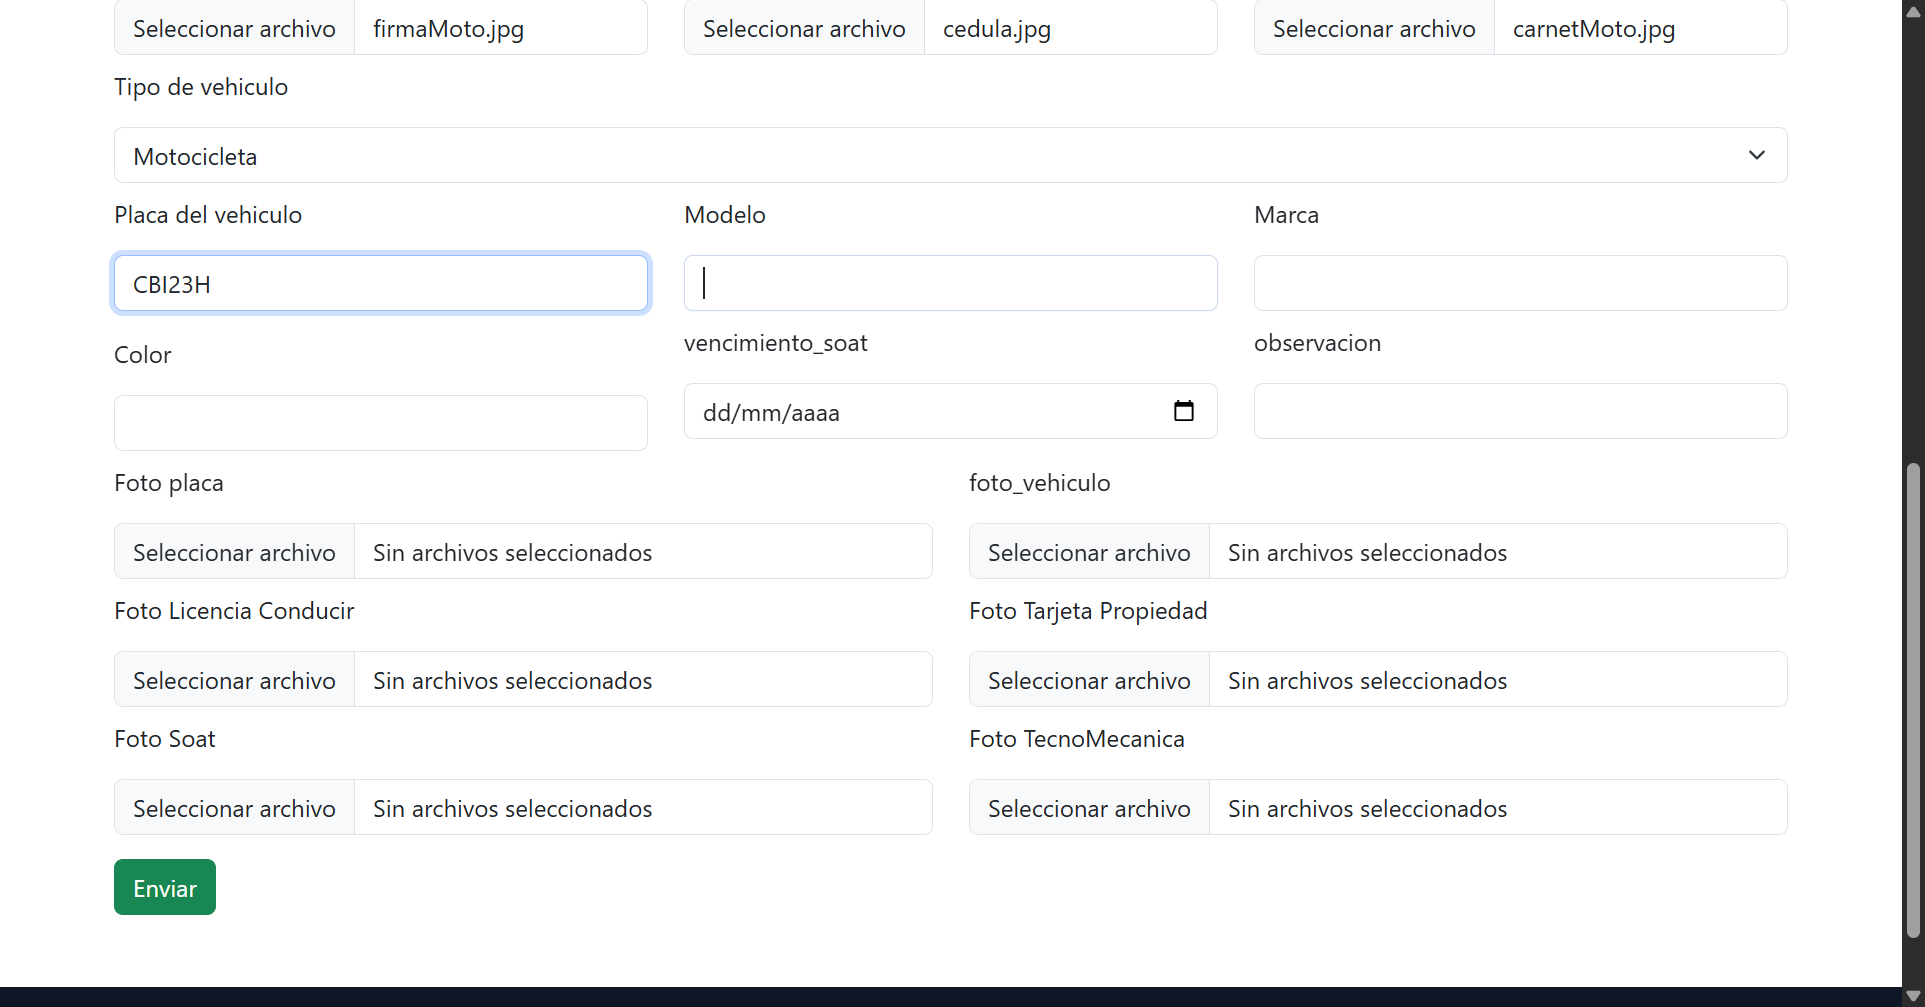 Seleccionar archivo firmaMoto.jpg Seleccionar archivo cedula.jpg Seleccionar archivo carnetMoto.jpg
Tipo de vehiculo
Motocicleta
Placa del vehiculo Modelo Marca
CBI23H
Color vencimiento_soat observacion
dd/mm/aaaa
Foto placa foto_vehiculo
Seleccionar archivo Sin archivos seleccionados Seleccionar archivo Sin archivos seleccionados
Foto Licencia Conducir Foto Tarjeta Propiedad
Seleccionar archivo Sin archivos seleccionados Seleccionar archivo Sin archivos seleccionados
Foto Soat Foto TecnoMecanica
Seleccionar archivo Sin archivos seleccionados Seleccionar archivo Sin archivos seleccionados
Enviar